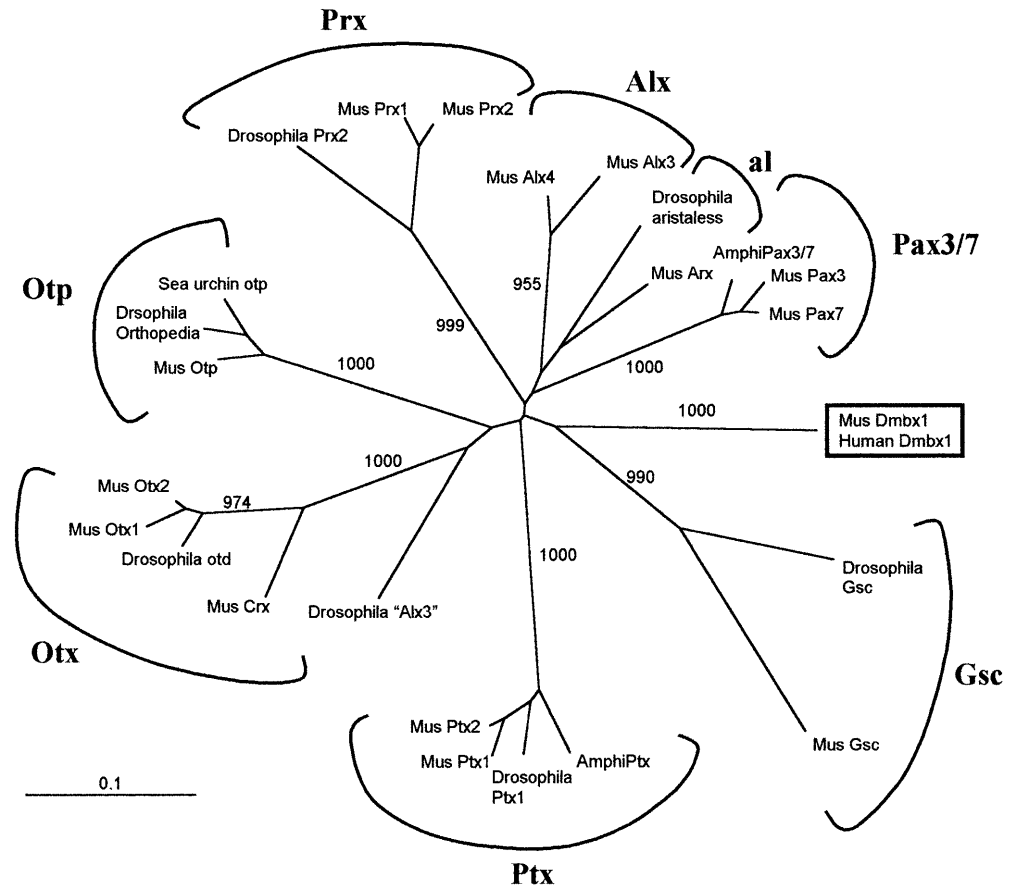 Prx
Alx
Mus Prx1
Mus Prx2
Drosophila Prx2
Mus Alx3
al
Mus Alx4
Drosophila
aristaless
Pax3/7
AmphiPax3/7
Mus Arx
Mus Pax3
Mus Pax7
Otp
Sea urchin otp
Drsophila
Orthopedia
Mus Otp
955
999
1000
1000
1000
Mus Dmbx1
Human Dmbx1
1000
990
Mus Otx2
974
Mus Otx1
Drosophila otd
Mus Crx
Drosophila “Alx3”
1000
Drosophila
Gsc
Otx
Gsc
Mus Ptx2
Mus Ptx1
Drosophila
Ptx1
AmphiPtx
Mus Gsc
0.1
Ptx